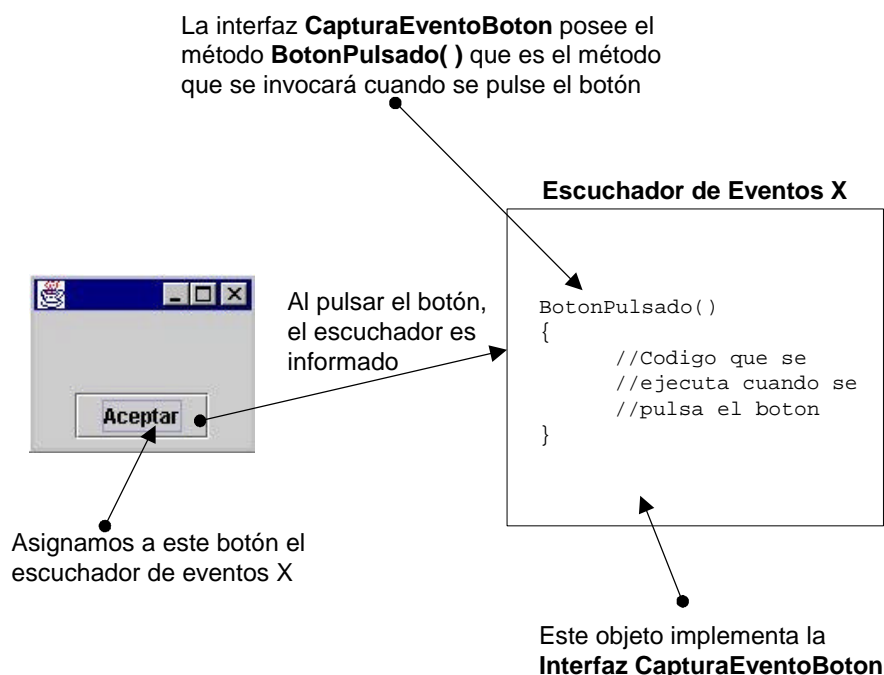 La interfaz CapturaEventoBoton posee el
método BotonPulsado( ) que es el método
que se invocará cuando se pulse el botón
Escuchador de Eventos X
Al pulsar el botón,
el escuchador es
informado
BotonPulsado()
{
//Codigo que se
//ejecuta cuando se
//pulsa el boton
}
Aceptar
Asignamos a este botón el
escuchador de eventos X
Este objeto implementa la
Interfaz CapturaEventoBoton